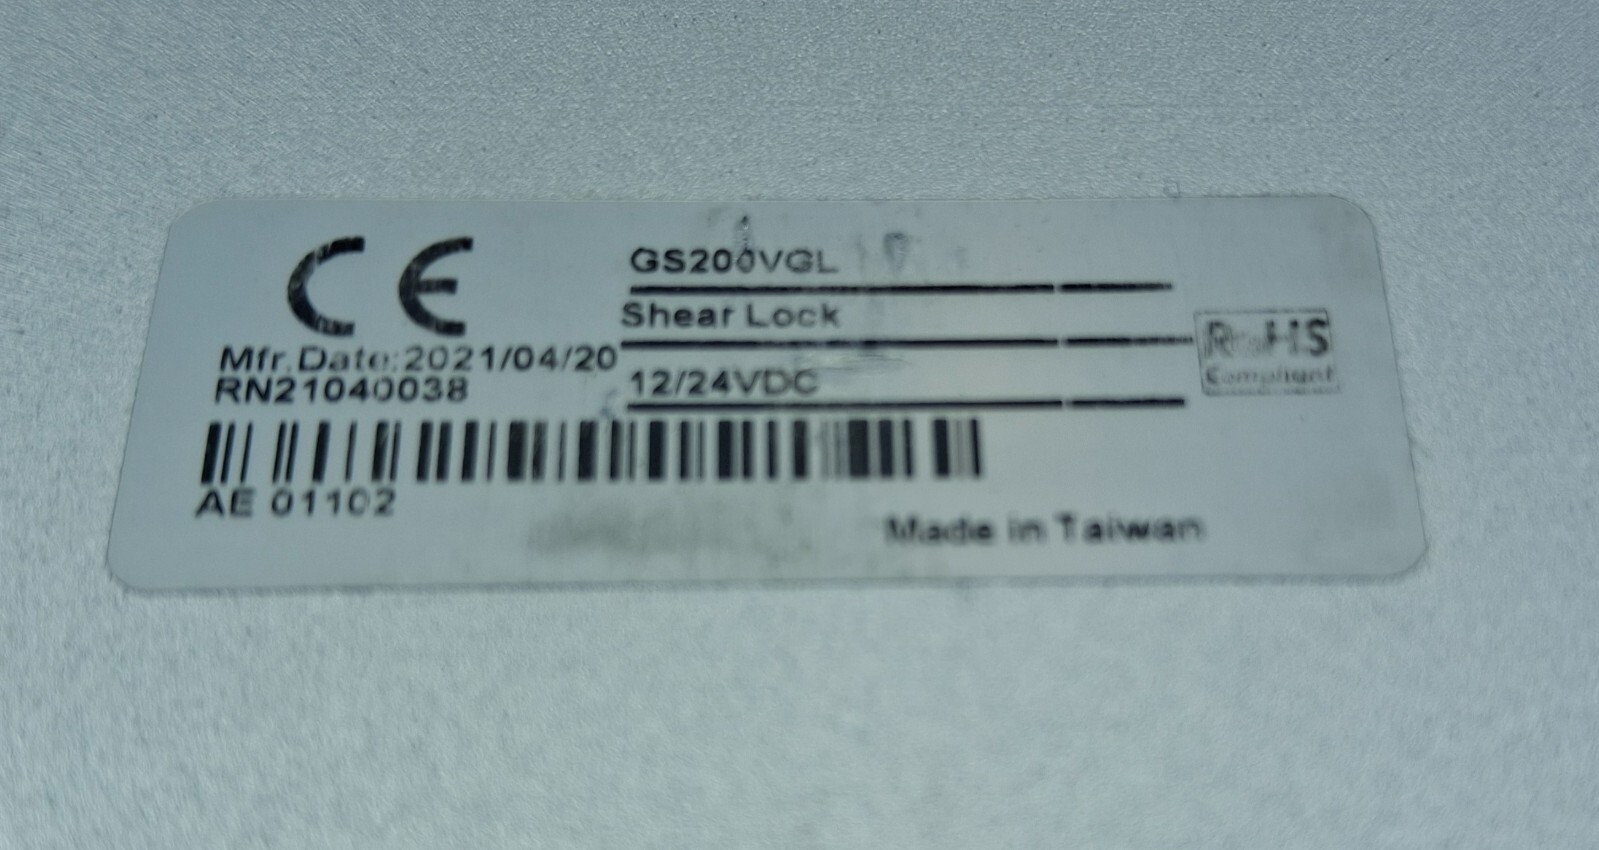 CE
GS200VGL
Shear Lock
Mfr.Date:2021/04/20
RN21040038
12/24VDC
RoHS
Compliant
AE 01102
Made in Taiwan